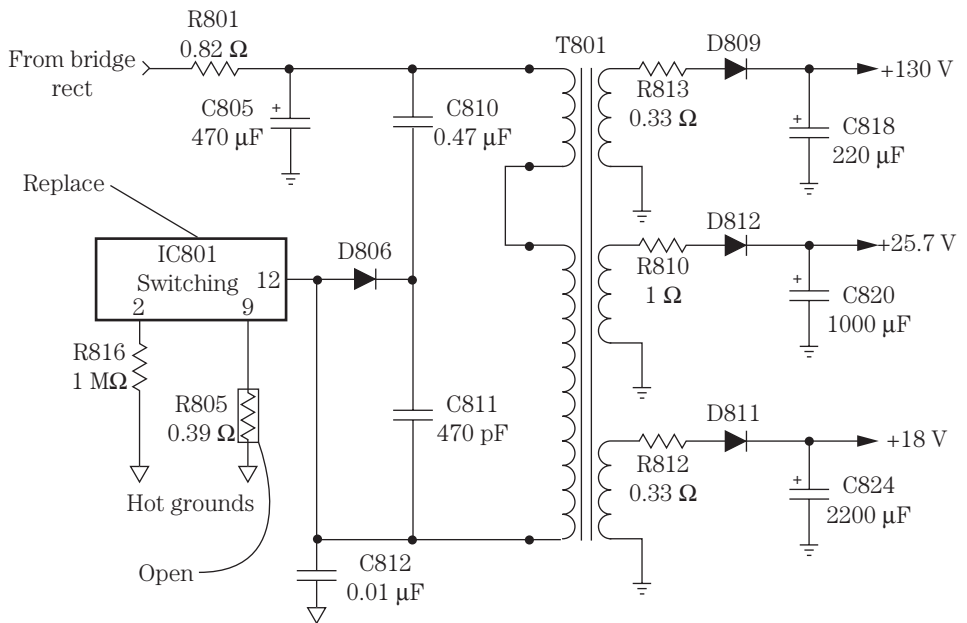 R801
0.82 Ω
From bridge
rect
C805
470 µF
+
C810
0.47 µF
T801
R813
0.33 Ω
D809
+130 V
+
C818
220 µF
Replace
IC801
Switching
12
2
9
D806
R816
1 MΩ
R805
0.39 Ω
Hot grounds
Open
C811
470 pF
C812
0.01 µF
R810
1 Ω
D812
+25.7 V
+
C820
1000 µF
R812
0.33 Ω
D811
+18 V
+
C824
2200 µF